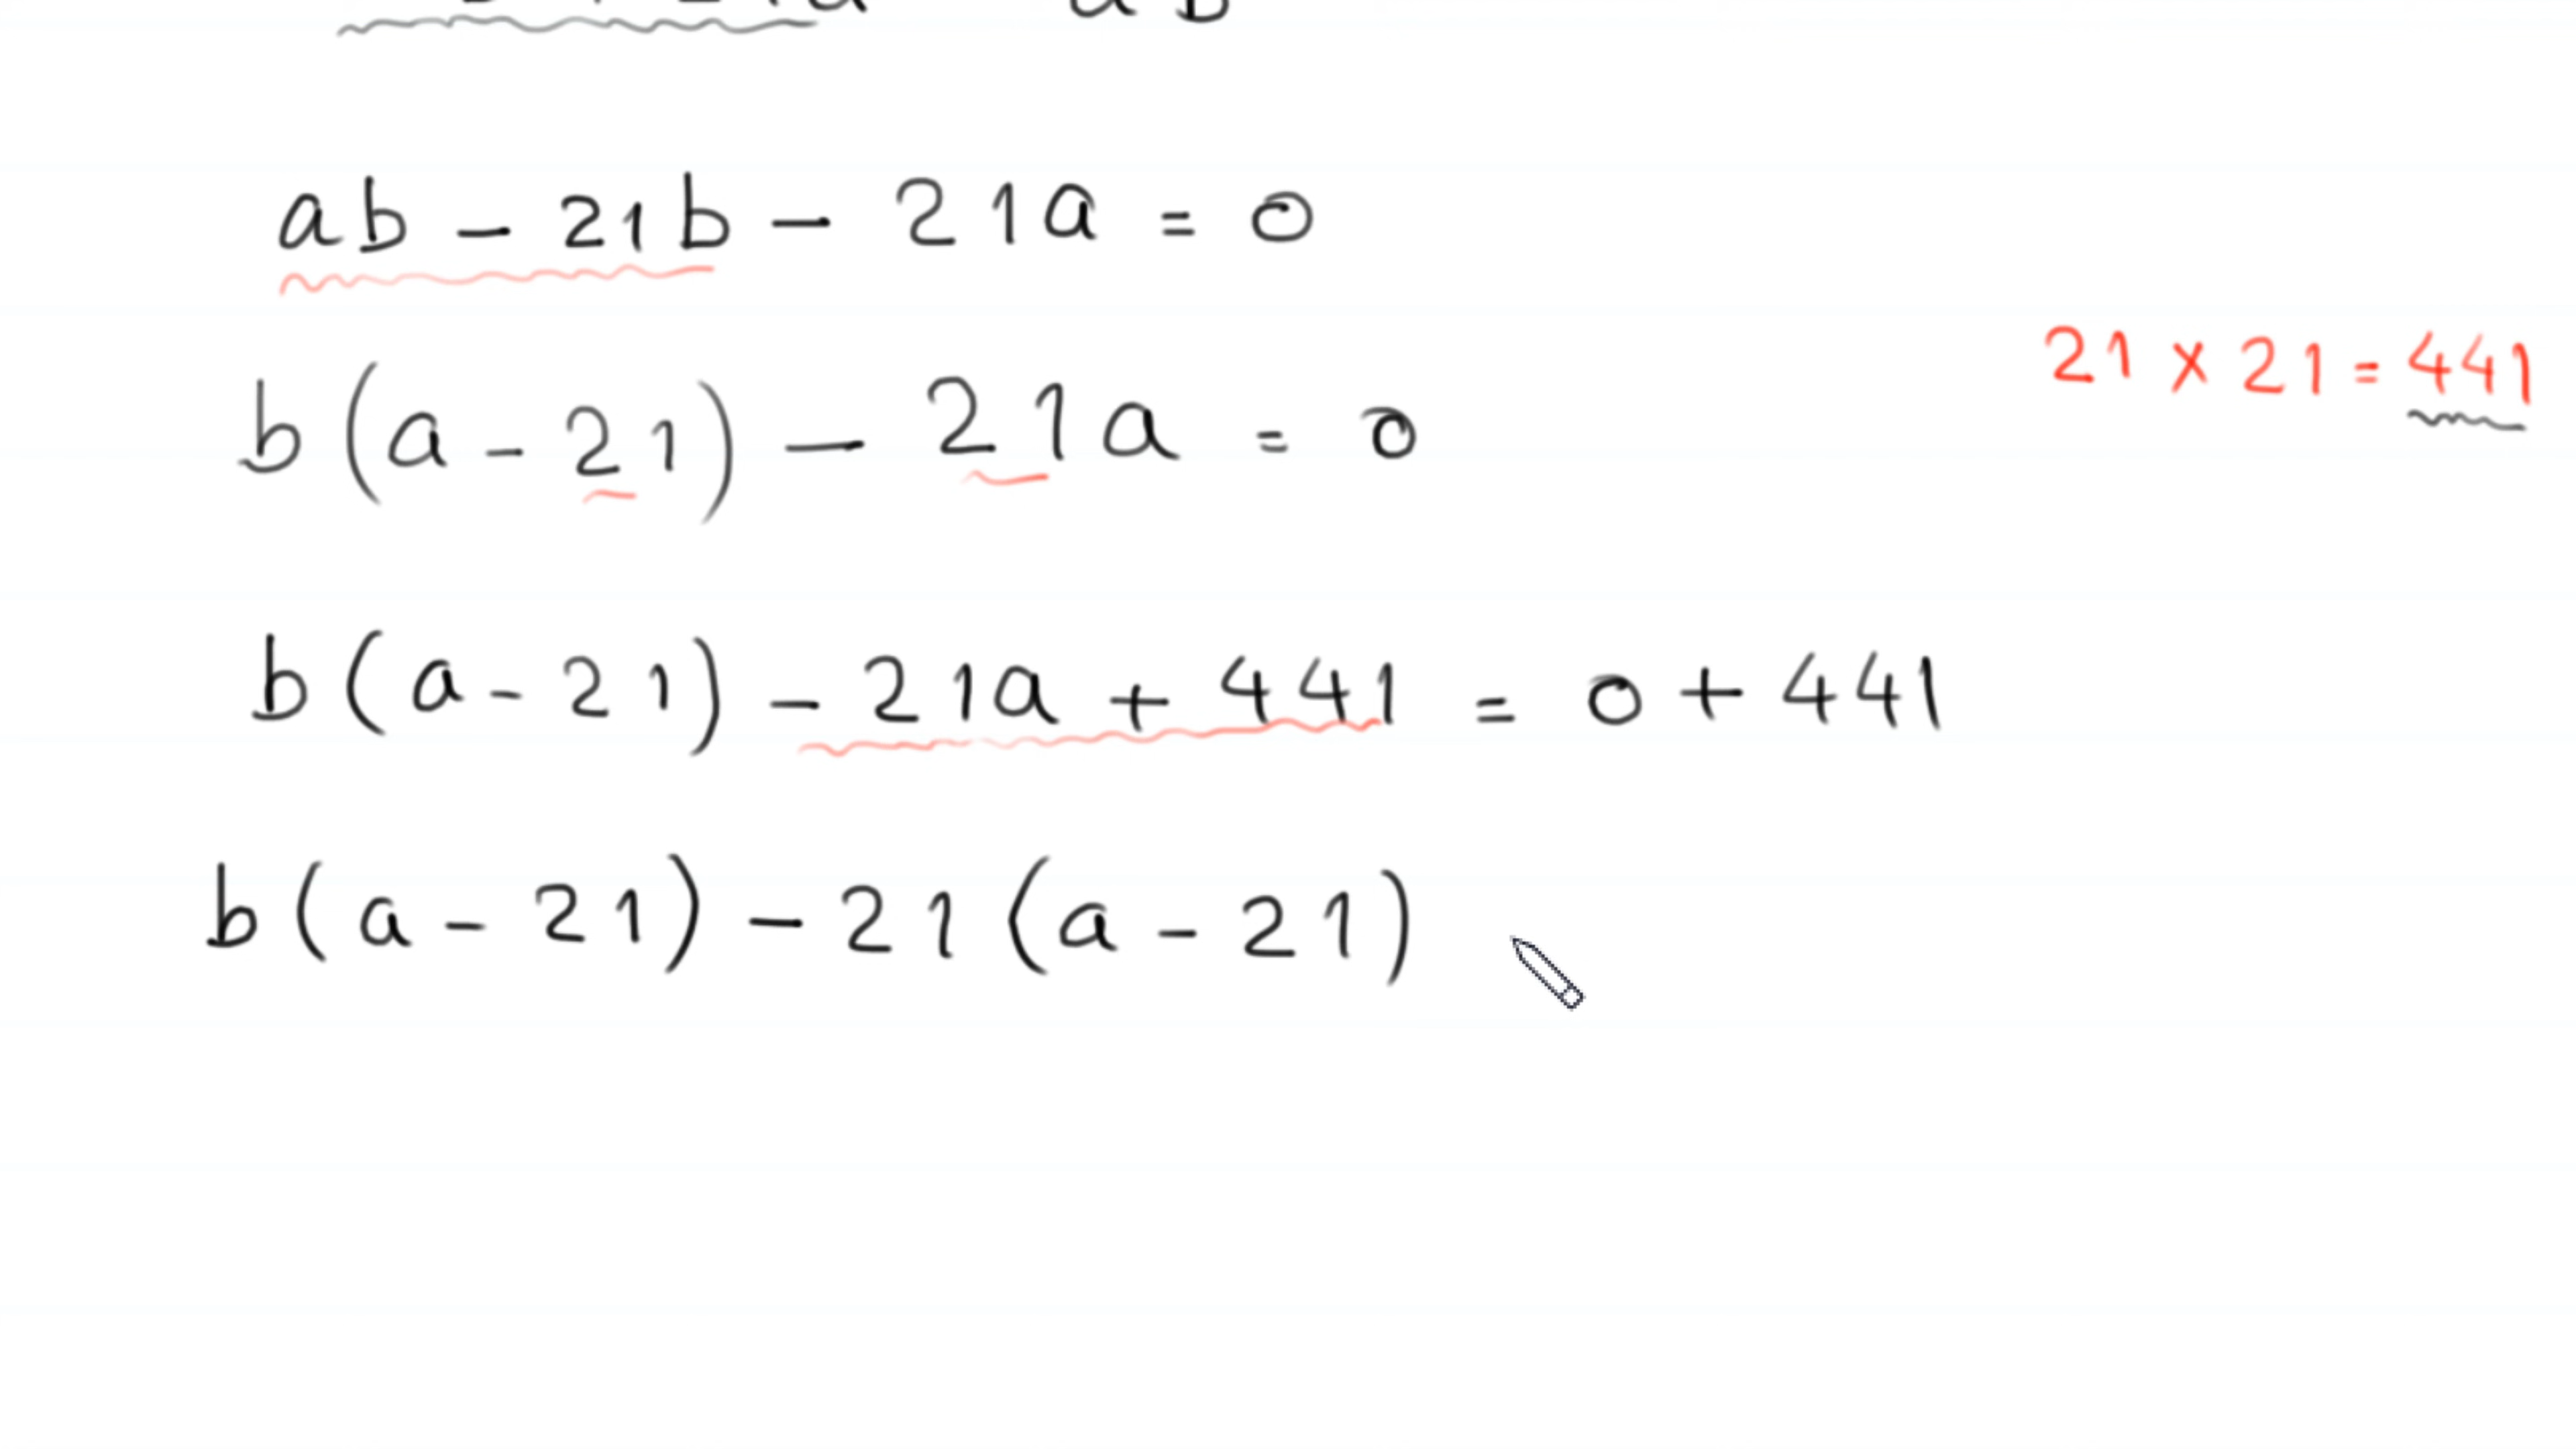 ab - 21b - 21a = 0
21 × 21 = 441
b(a - 21) - 21a = 0
b(a - 21) - 21a + 441 = 0 + 441
b(a - 21) - 21(a - 21)